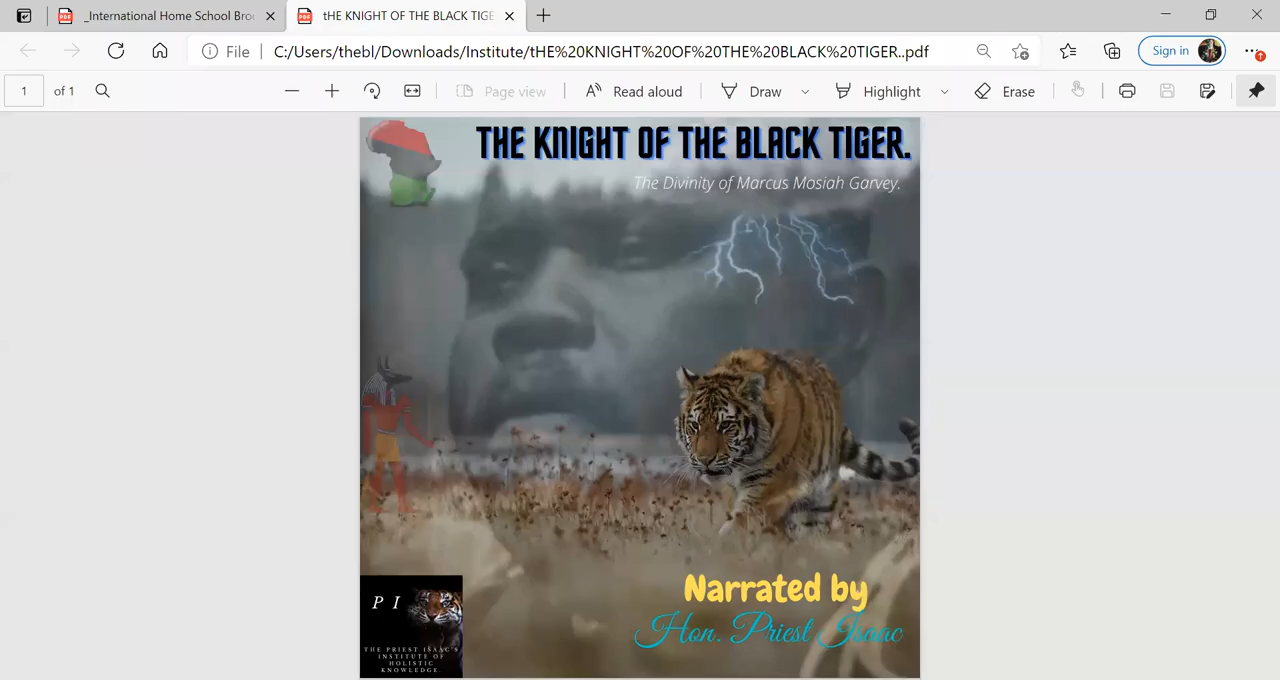 _International Home School Bro
tHE KNIGHT OF THE BLACK TIGE
File
C:/Users/thebl/Downloads/Institute/tHE%20KNIGHT%20OF%20THE%20BLACK%20TIGER..pdf
Sign in
1 of 1
Page view
Read aloud
Draw
Highlight
Erase
THE KNIGHT OF THE BLACK TIGER.
The Divinity of Marcus Mosiah Garvey.
Narrated by
Hon. Priest Isaac
P I
THE PRIEST ISAAC'S
INSTITUTE OF
HOLISTIC
KNOWLEDGE